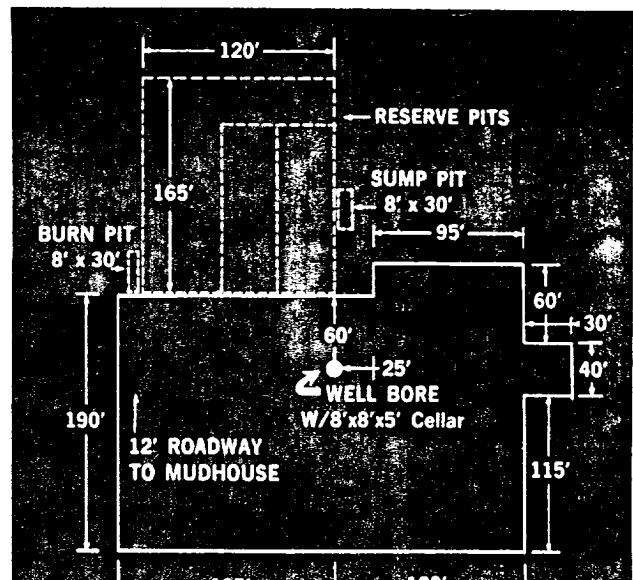 120'
RESERVE PITS
165'
SUMP PIT
8' x 30'
BURN PIT
8' x 30'
95'
60'
30'
60'
25'
40'
WELL BORE
W/8'x8'x5' Cellar
190'
12' ROADWAY
TO MUDHOUSE
115'